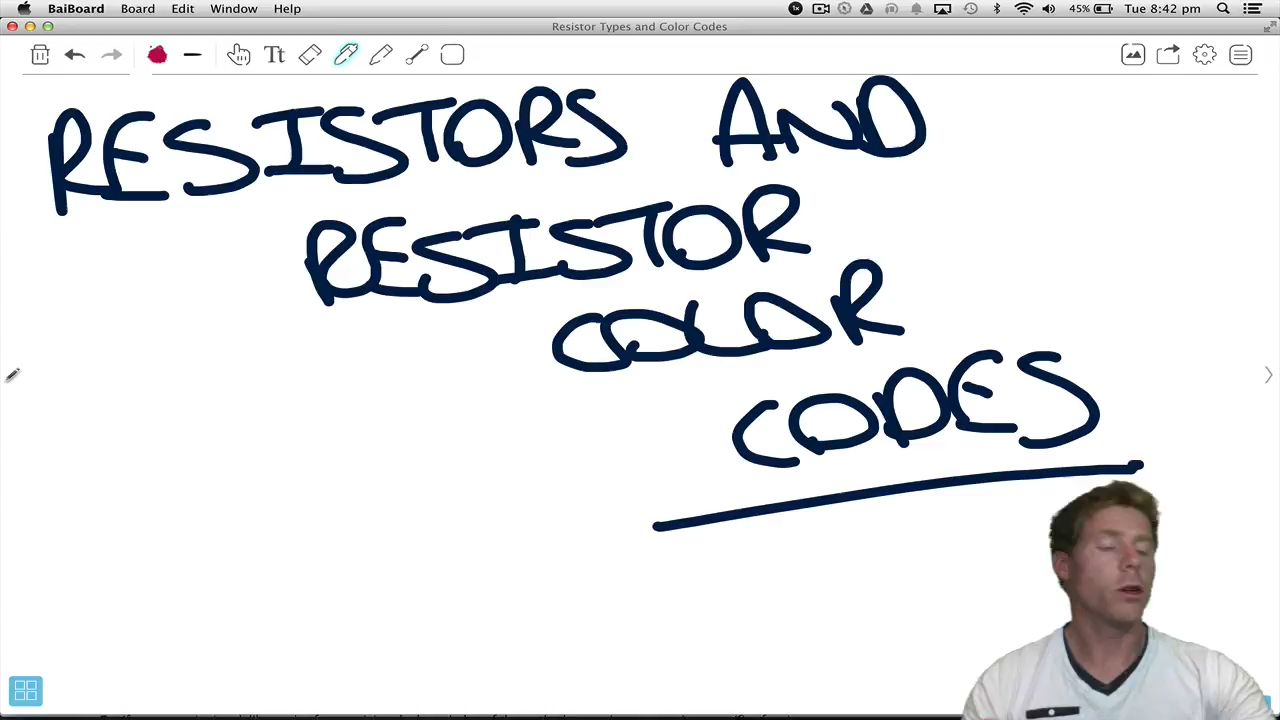 BaiBoard Board Edit Window Help 45% Tue 8:42 pm
Resistor Types and Color Codes
Tt
RESISTORS AND
RESISTOR
COLOR
CODES